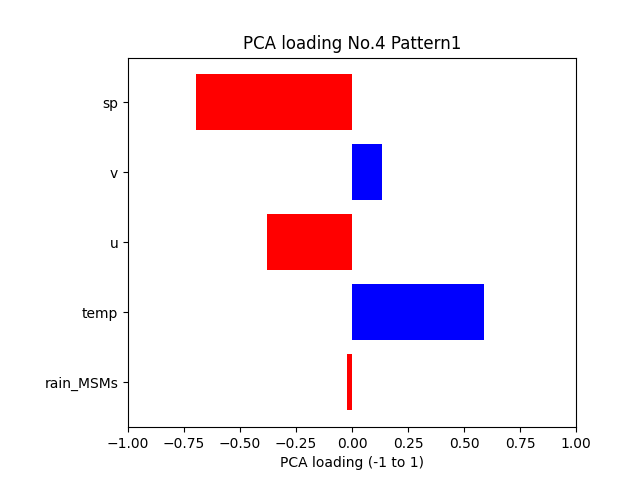 PCA loading No.4 Pattern1
sp
v
u
temp
rain_MSMs
−1.00 −0.75 −0.50 −0.25 0.00 0.25 0.50 0.75 1.00
PCA loading (-1 to 1)